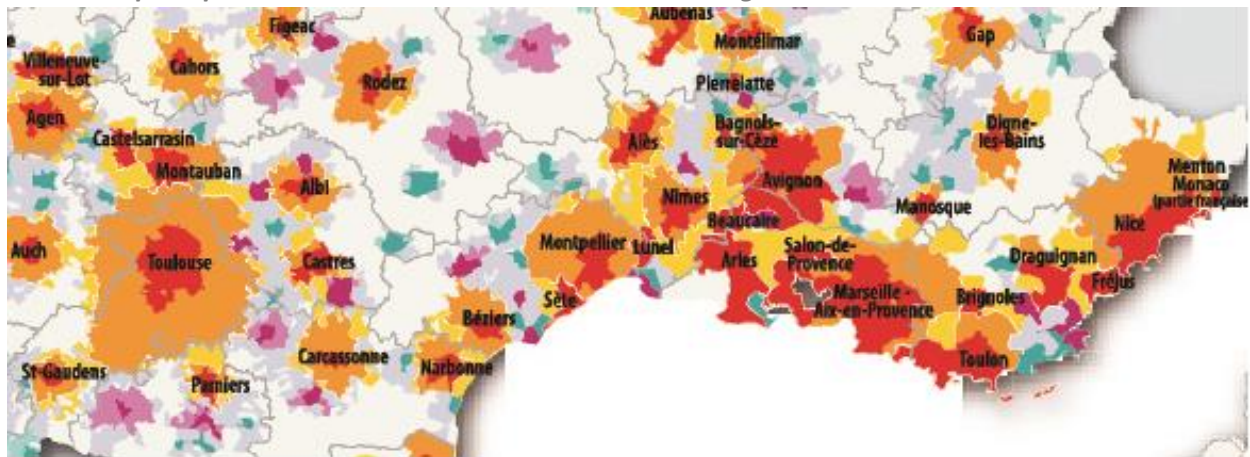 Figeac
Aubenas
Montélimar
Gap
Villeneuve-
sur-Lot
Cahors
Rodez
Pierrelatte
Agen
Castelsarrasin
Alès
Bagnols-
sur-Cèze
Digne-
les-Bains
Montauban
Albi
Avignon
Menton
Monaco
(partie française
Nîmes
Manosque
Beaucaire
Nice
Auch
Toulouse
Castres
Montpellier
Lunel
Arles
Salon-de-
Provence
Draguignan
Fréjus
Sète
Marseille -
Aix-en-Provence
Brignoles
Béziers
Carcassonne
Narbonne
Toulon
St-Gaudens
Pamiers